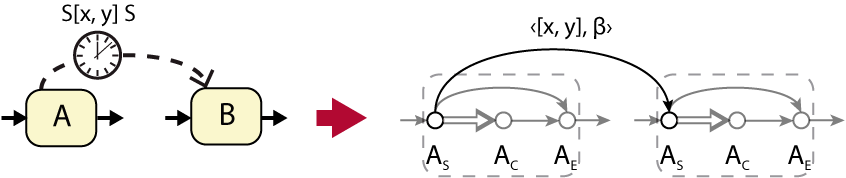 S[x, y] S
A
B
‹[x, y], β›
As Ac AE
As Ac AE